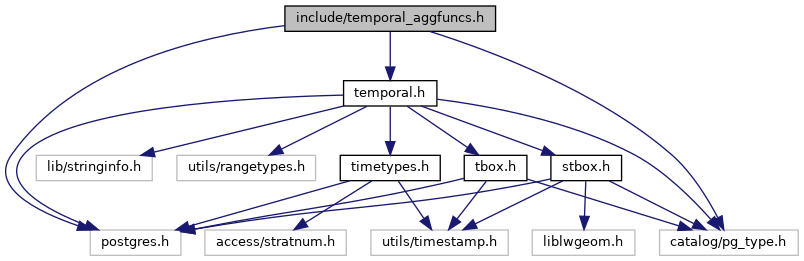 include/temporal_aggfuncs.h
temporal.h
lib/stringinfo.h
utils/rangetypes.h
timetypes.h
tbox.h
stbox.h
postgres.h
access/stratnum.h
utils/timestamp.h
liblwgeom.h
catalog/pg_type.h